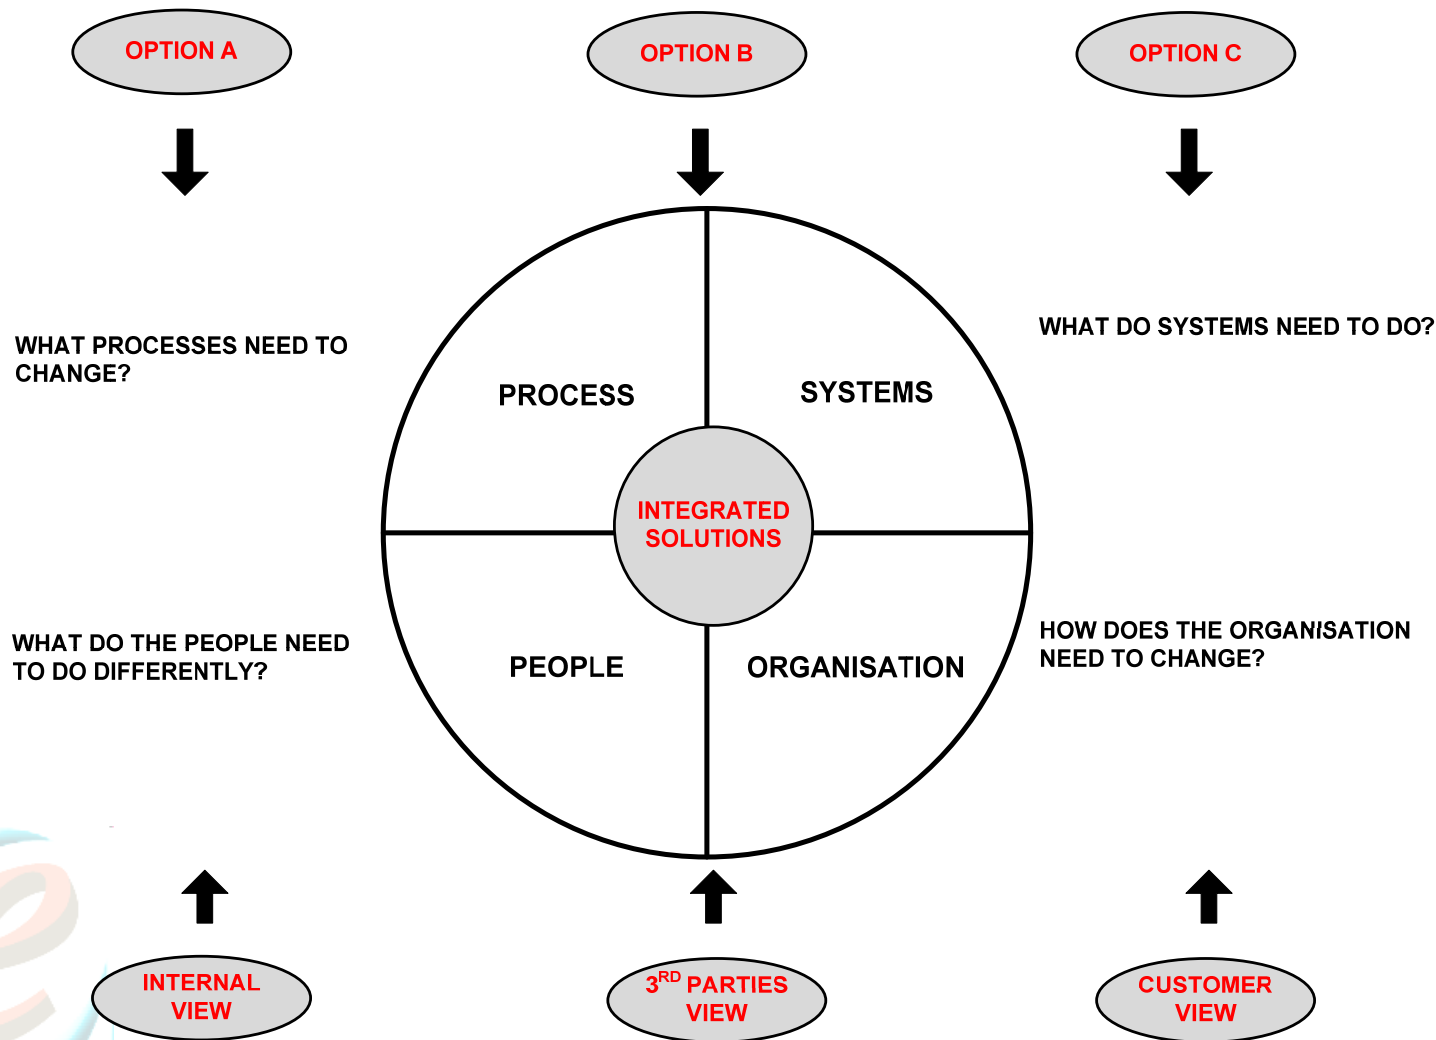 OPTION A
OPTION B
OPTION C
WHAT PROCESSES NEED TO
CHANGE?
WHAT DO SYSTEMS NEED TO DO?
PROCESS
SYSTEMS
INTEGRATED
SOLUTIONS
WHAT DO THE PEOPLE NEED
TO DO DIFFERENTLY?
HOW DOES THE ORGANISATION
NEED TO CHANGE?
PEOPLE
ORGANISATION
INTERNAL
VIEW
3RD PARTIES
VIEW
CUSTOMER
VIEW